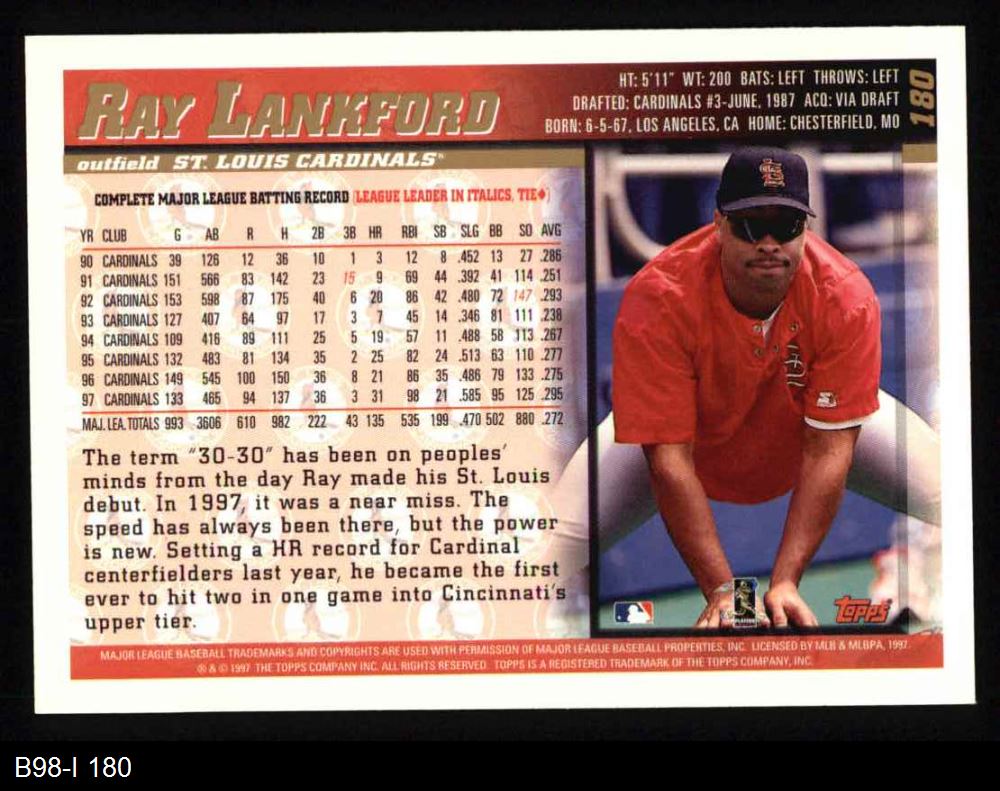 RAY LANKFORD
outfield ST. LOUIS CARDINALS
HT: 5'11" WT: 200 BATS: LEFT THROWS: LEFT
DRAFTED: CARDINALS #3-JUNE, 1987 ACQ: VIA DRAFT
BORN: 6-5-67, LOS ANGELES, CA HOME: CHESTERFIELD, MO
180
COMPLETE MAJOR LEAGUE BATTING RECORD (LEAGUE LEADER IN ITALICS, TIE♦)
YR CLUB G AB R H 2B 3B HR RBI SB SLG BB SO AVG
90 CARDINALS 39 126 12 36 10 1 3 12 8 .452 13 27 .286
91 CARDINALS 151 566 83 142 23 15 9 69 44 .392 41 114 .251
92 CARDINALS 153 598 87 175 40 6 20 86 42 .480 72 147 .293
93 CARDINALS 127 407 64 97 17 3 7 45 14 .346 81 111 .238
94 CARDINALS 109 416 89 111 25 5 19 57 11 .488 58 113 .267
95 CARDINALS 132 483 81 134 35 2 25 82 24 .513 63 110 .277
96 CARDINALS 149 545 100 150 36 8 21 86 35 .486 79 133 .275
97 CARDINALS 133 465 94 137 36 3 31 98 21 .585 95 125 .295
MAJ. LEA. TOTALS 993 3606 610 982 222 43 135 535 199 .470 502 880 .272
The term "30-30" has been on peoples'
minds from the day Ray made his St. Louis
debut. In 1997, it was a near miss. The
speed has always been there, but the power
is new. Setting a HR record for Cardinal
centerfielders last year, he became the first
ever to hit two in one game into Cincinnati's
upper tier.
topps
MAJOR LEAGUE BASEBALL TRADEMARKS AND COPYRIGHTS ARE USED WITH PERMISSION OF MAJOR LEAGUE BASEBALL PROPERTIES, INC. LICENSED BY MLB & MLBPA, 1997.
® & © 1997 THE TOPPS COMPANY INC. ALL RIGHTS RESERVED. TOPPS IS A REGISTERED TRADEMARK OF THE TOPPS COMPANY, INC.
B98-I 180